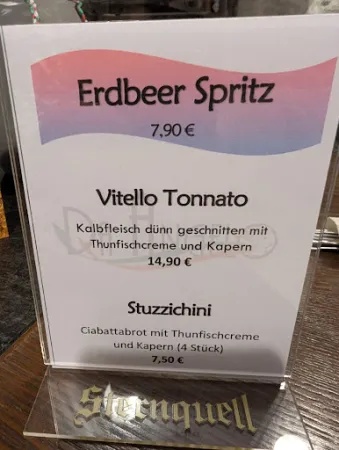 Erdbeer Spritz
7,90 €
Vitello Tonnato
Kalbfleisch dünn geschnitten mit
Thunfischcreme und Kapern
14,90 €
Stuzzichini
Ciabattabrot mit Thunfischcreme
und Kapern (4 Stück)
7,50 €
Sternquell